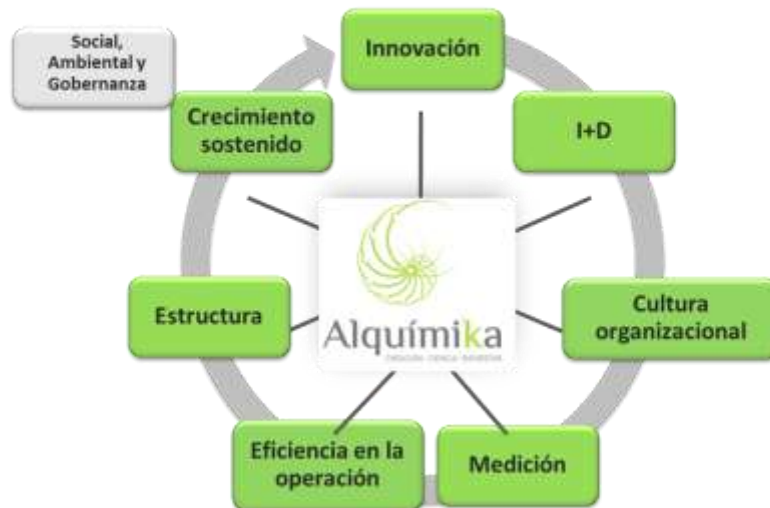 Social,
Ambiental y
Gobernanza
Innovación
Crecimiento
sostenido
I+D
Estructura
Cultura
organizacional
Alquímika
Eficiencia en la
operación
Medición